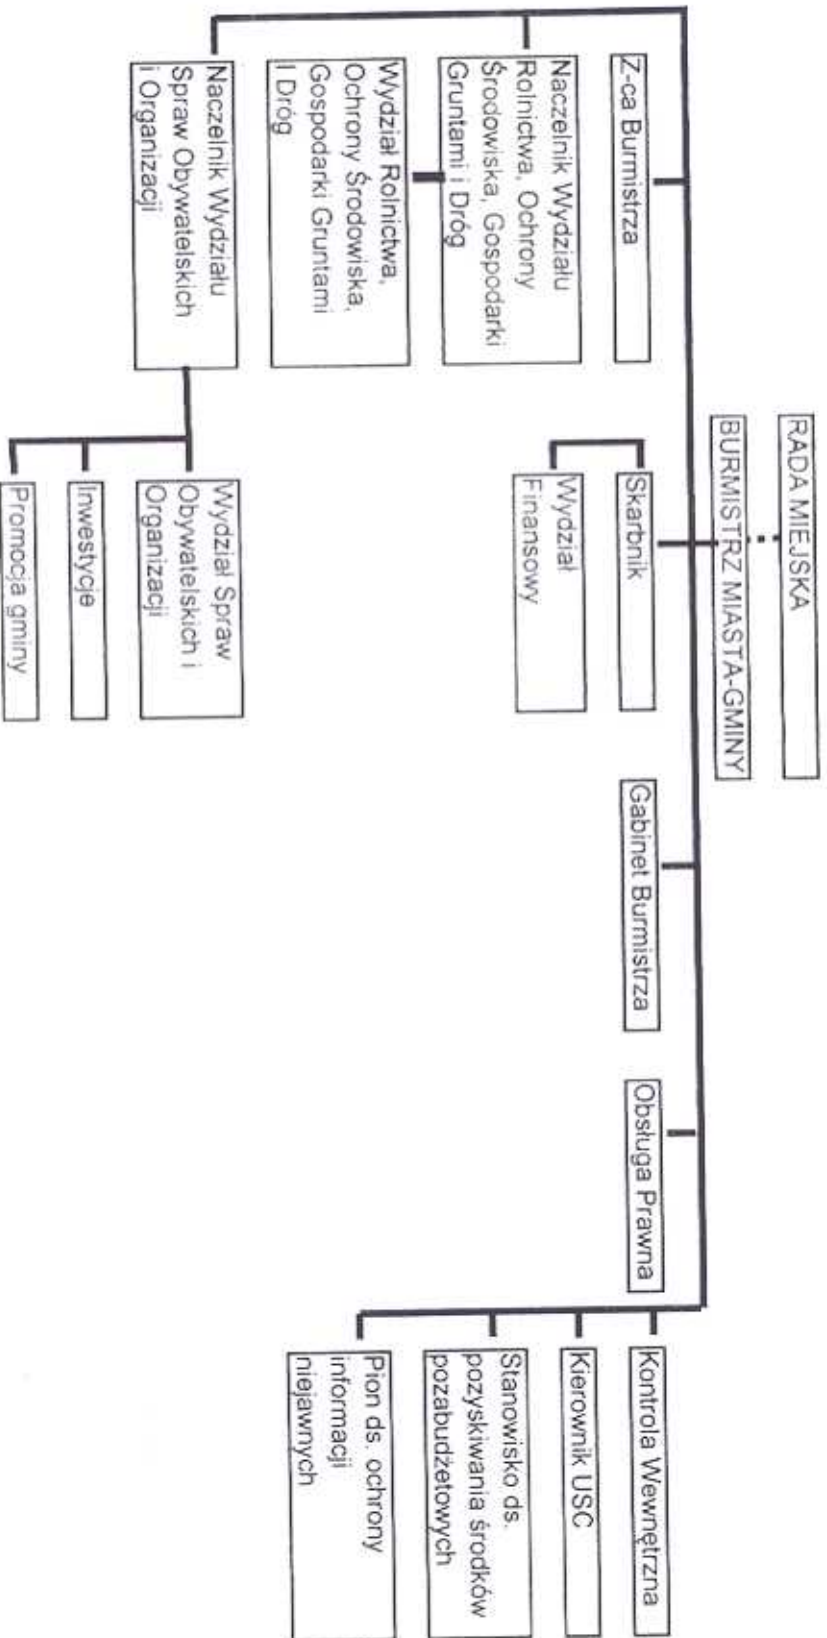 RADA MIEJSKA
BURMISTRZ MIASTA-GMINY
Z-ca Burmistrza
Naczelnik Wydziału
Rolnictwa, Ochrony
Środowiska, Gospodarki
Gruntami i Dróg
Wydział Rolnictwa,
Ochrony Środowiska,
Gospodarki Gruntami
I Dróg
Naczelnik Wydziału
Spraw Obywatelskich
i Organizacji
Skarbnik
Wydział
Finansowy
Wydział Spraw
Obywatelskich i
Organizacji
Inwestycje
Promocja gminy
Gabinet Burmistrza
Obsługa Prawna
Kontrola Wewnętrzna
Kierownik USC
Stanowisko ds.
pozyskiwania środków
pozabudżetowych
Pion ds. ochrony
informacji
niejawnych